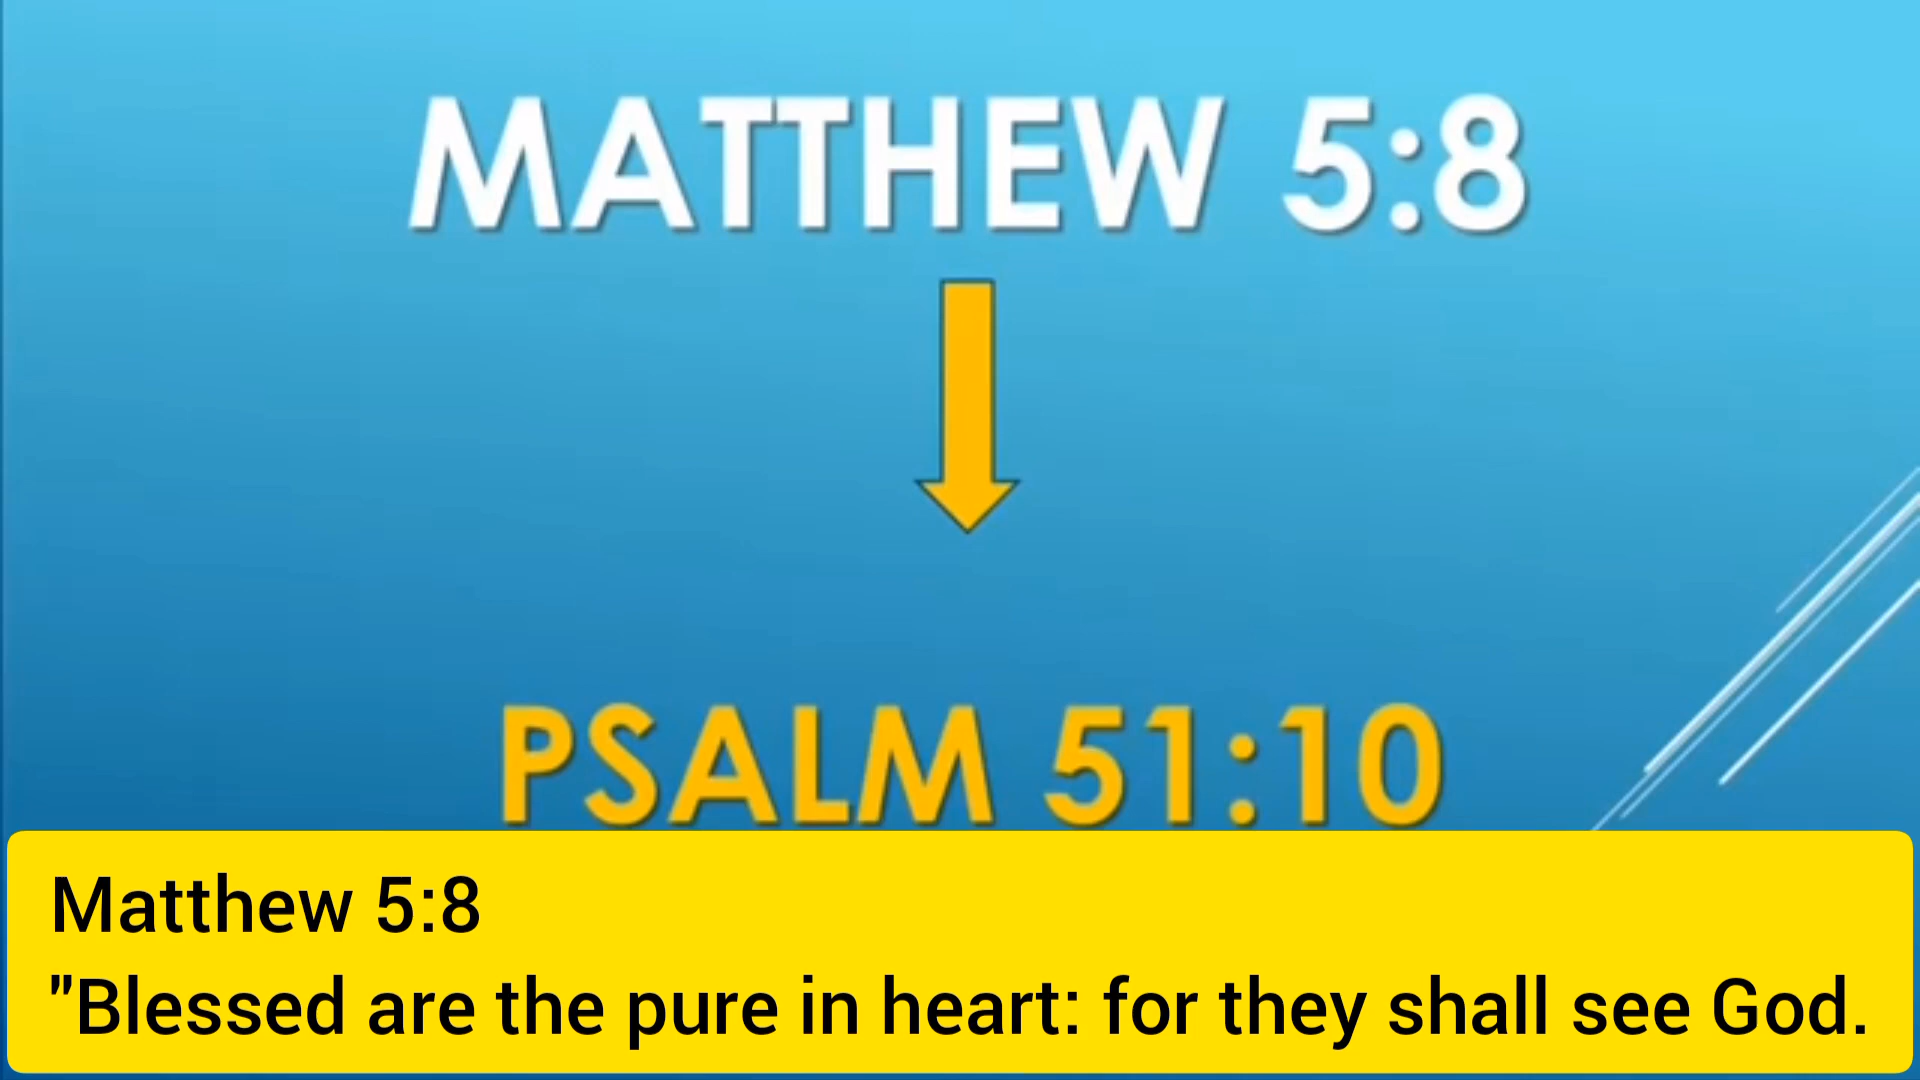 MATTHEW 5:8
PSALM 51:10
Matthew 5:8
"Blessed are the pure in heart: for they shall see God.